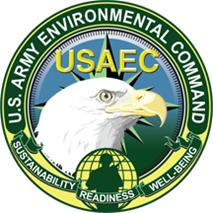 U.S. ARMY ENVIRONMENTAL COMMAND
USAEC
SUSTAINABILITY
READINESS
WELL-BEING